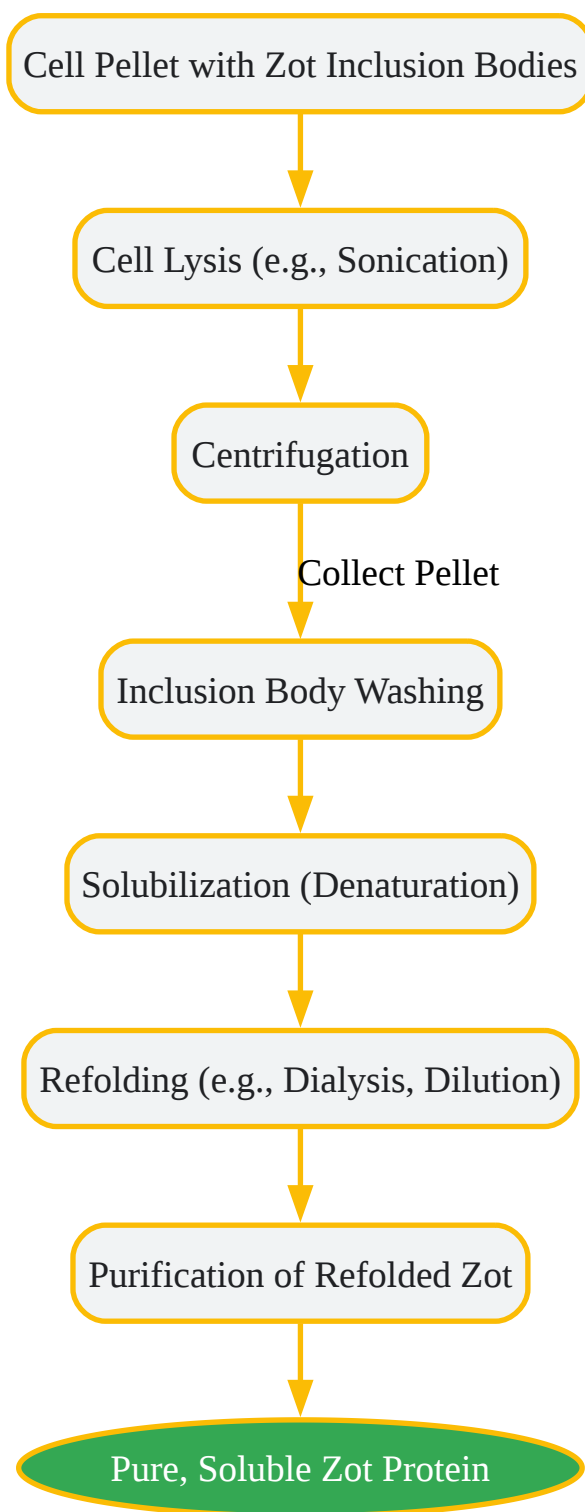 Cell Pellet with Zot Inclusion Bodies
Cell Lysis (e.g., Sonication)
Centrifugation
Collect Pellet
Inclusion Body Washing
Solubilization (Denaturation)
Refolding (e.g., Dialysis, Dilution)
Purification of Refolded Zot
Pure, Soluble Zot Protein